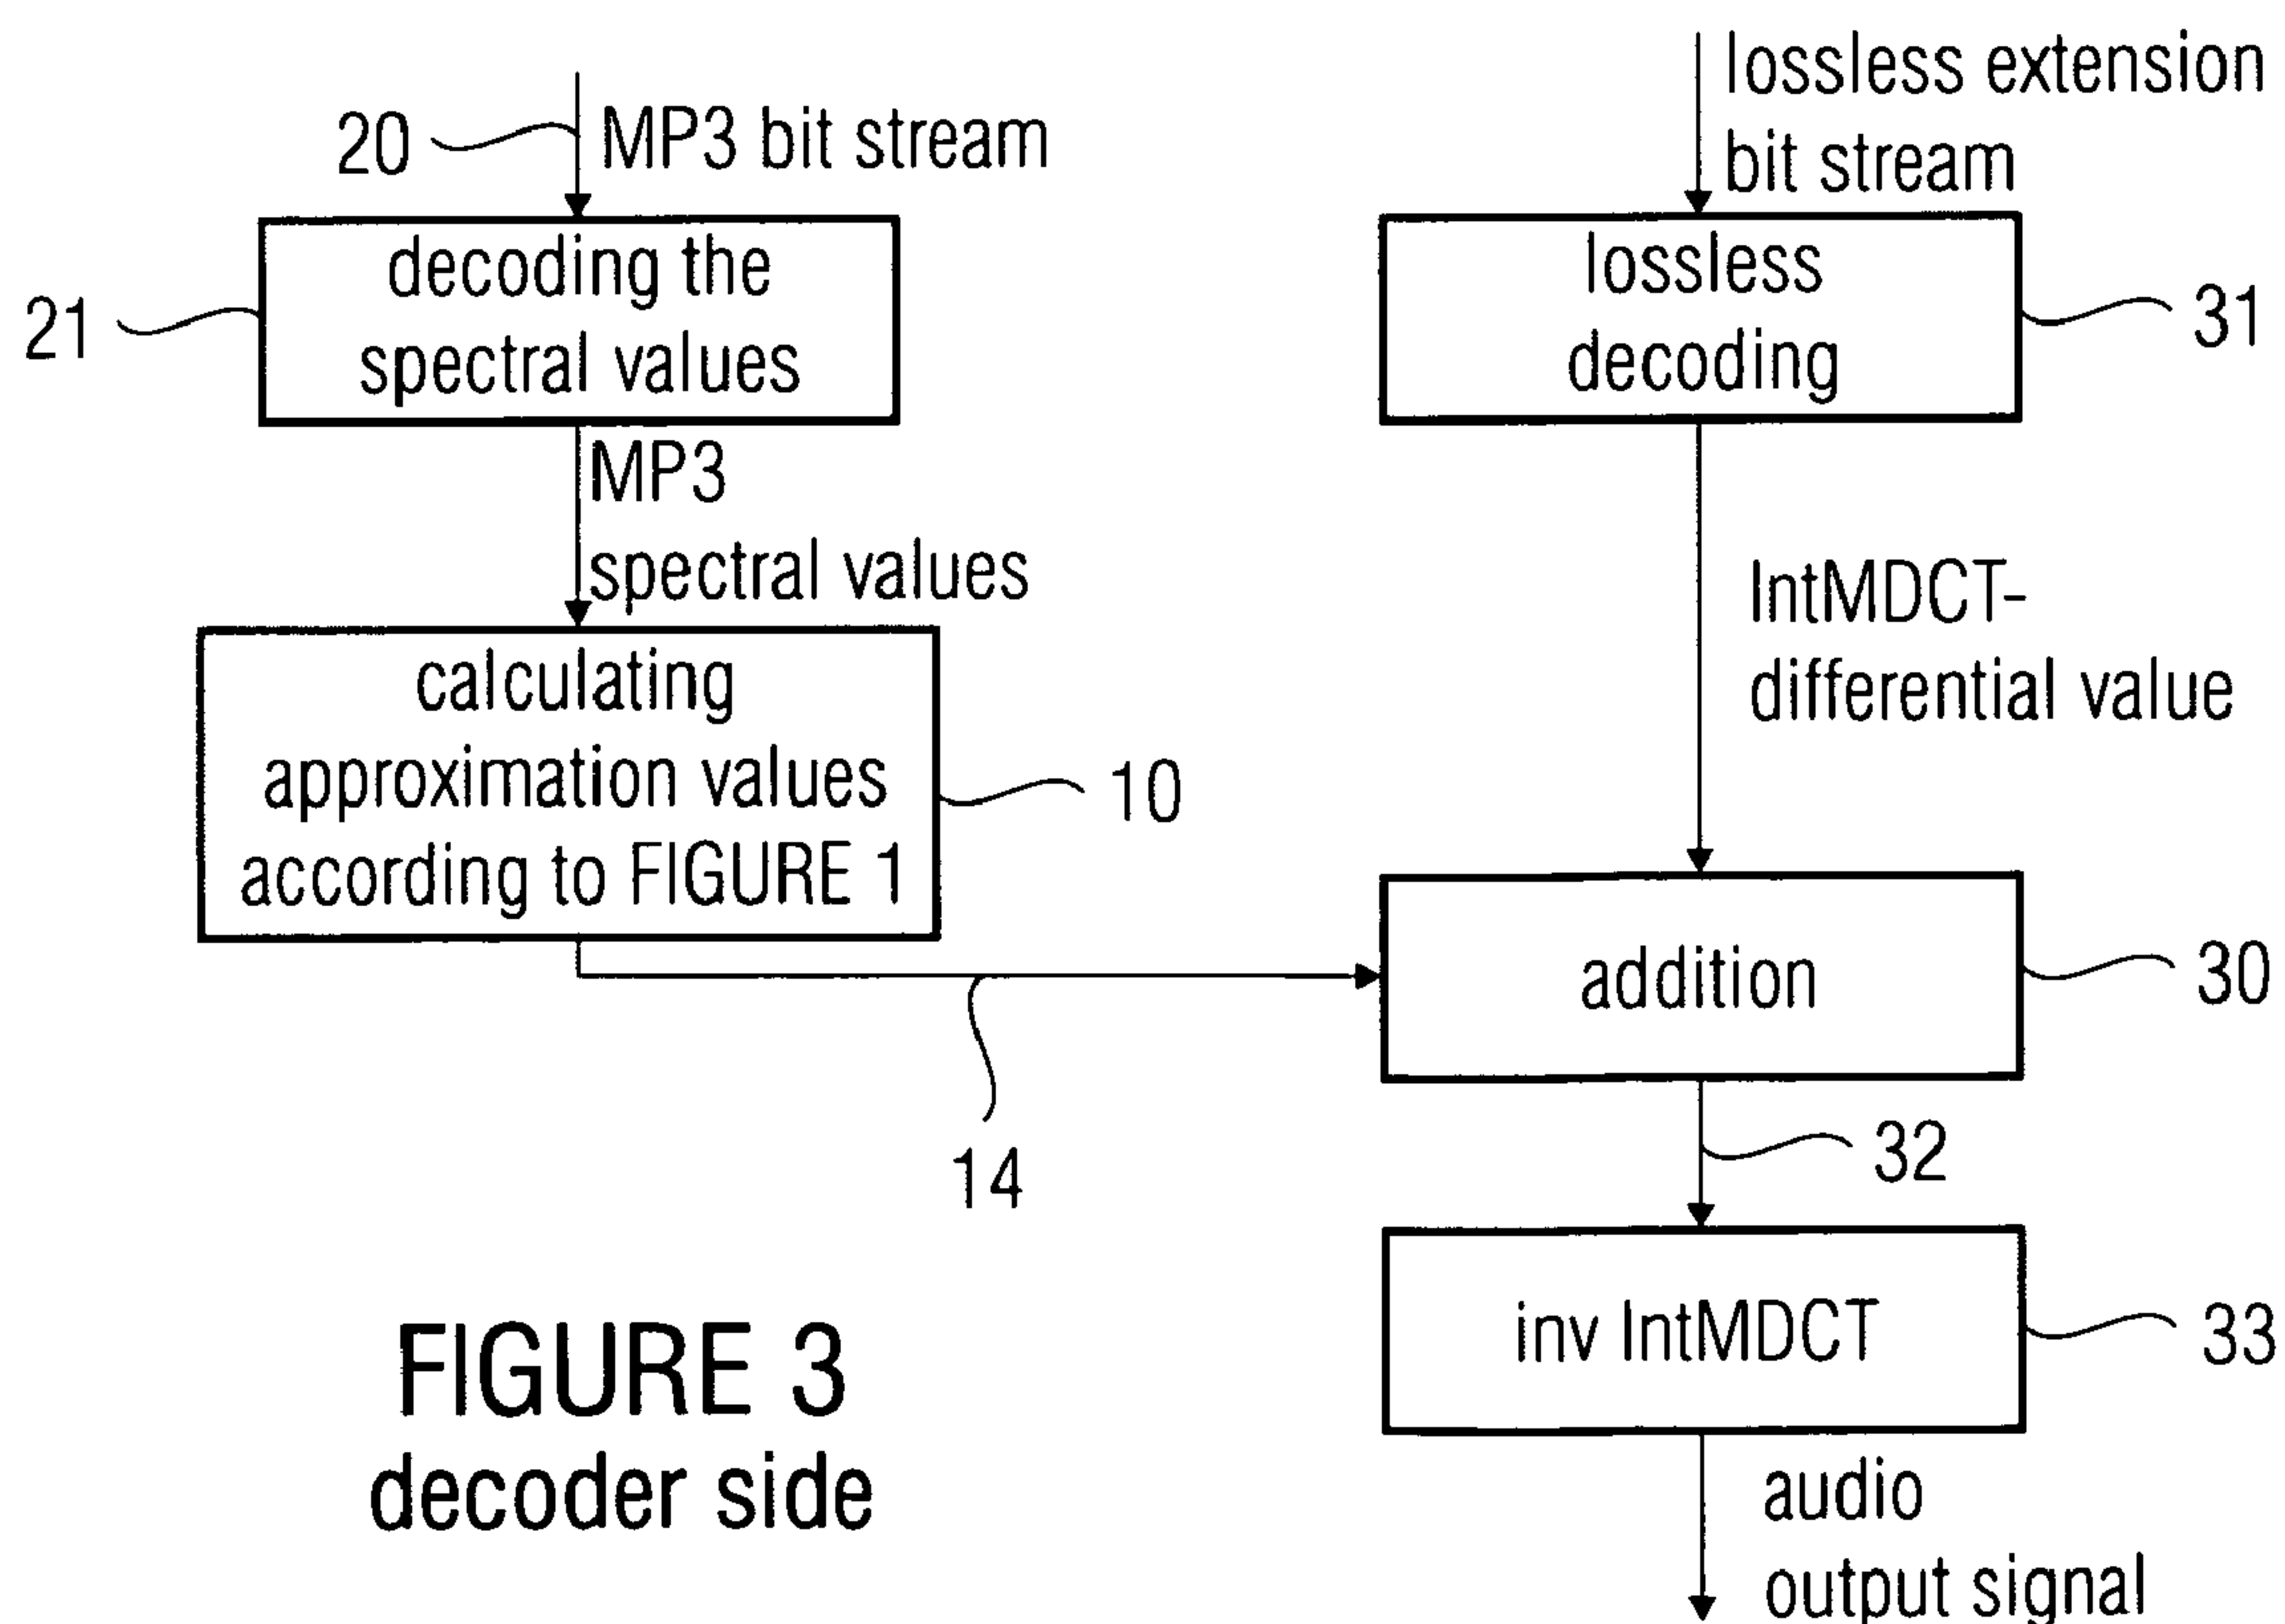 20
MP3 bit stream
21
decoding the
spectral values
MP3
spectral values
calculating
approximation values
according to FIGURE 1
10
14
lossless extension
bit stream
lossless
decoding
31
IntMDCT-
differential value
addition
30
32
inv IntMDCT
33
audio
output signal
FIGURE 3
decoder side